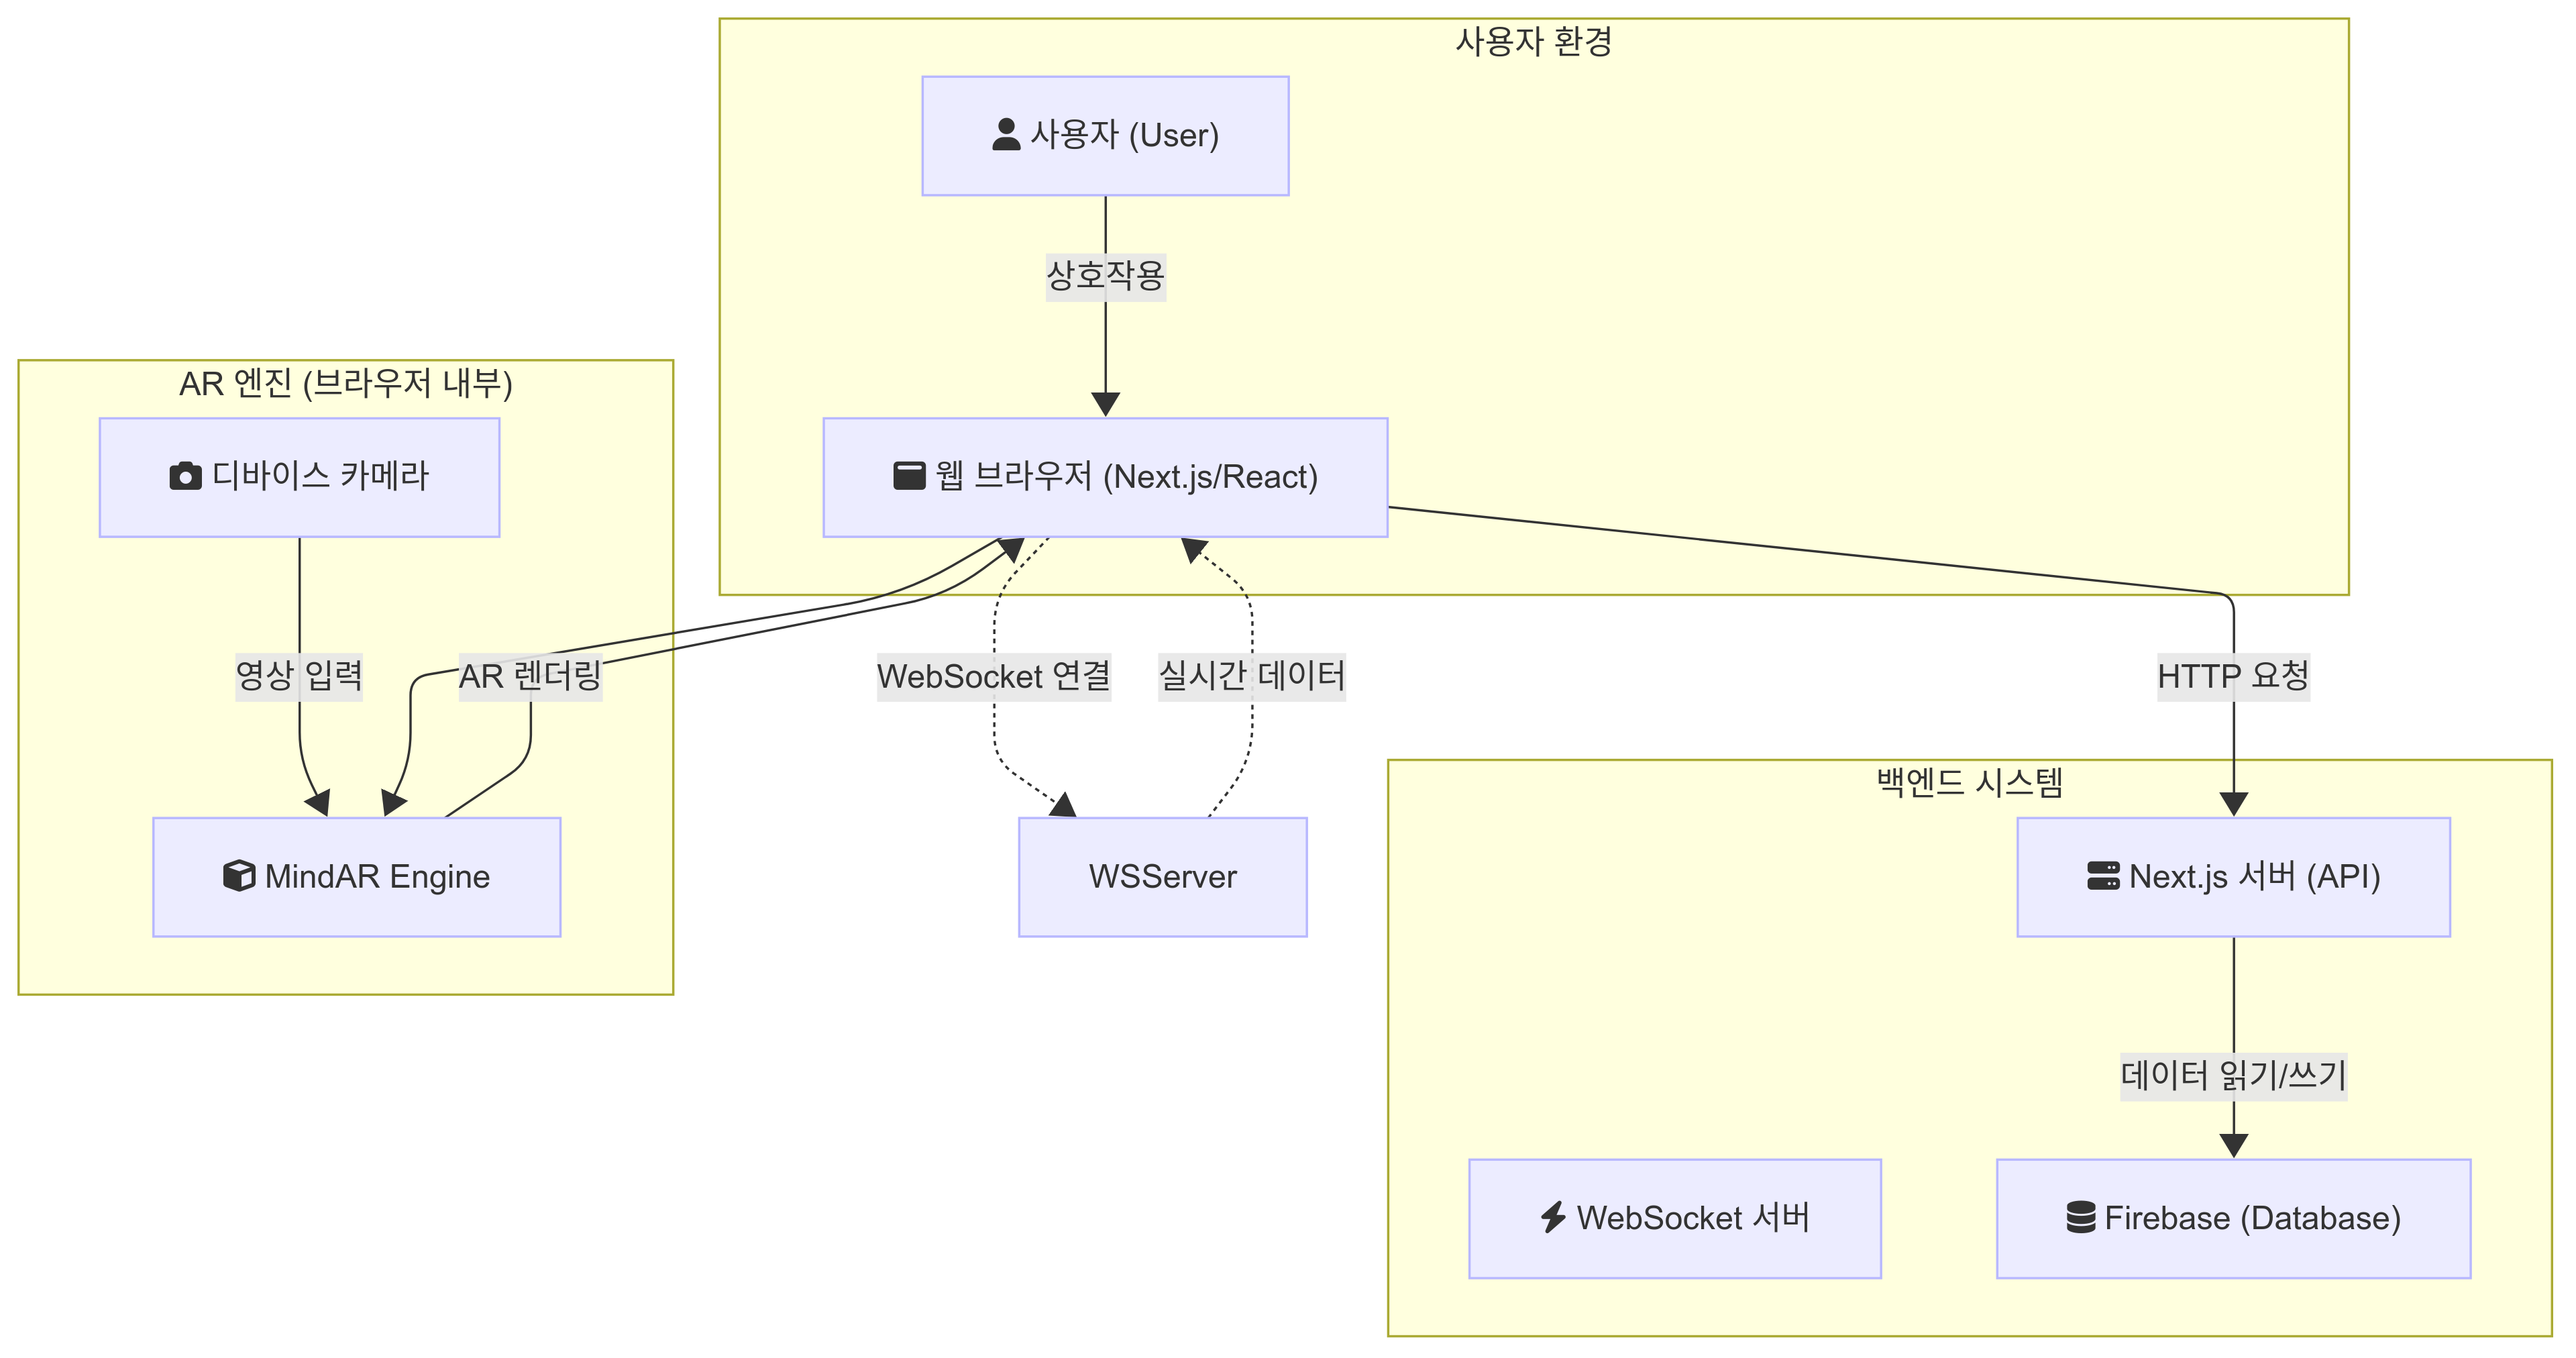 사용자 환경
사용자 (User)
상호작용
AR 엔진 (브라우저 내부)
디바이스 카메라
웹 브라우저 (Next.js/React)
영상 입력
AR 렌더링
WebSocket 연결
실시간 데이터
HTTP 요청
백엔드 시스템
MindAR Engine
WSServer
Next.js 서버 (API)
데이터 읽기/쓰기
WebSocket 서버
Firebase (Database)